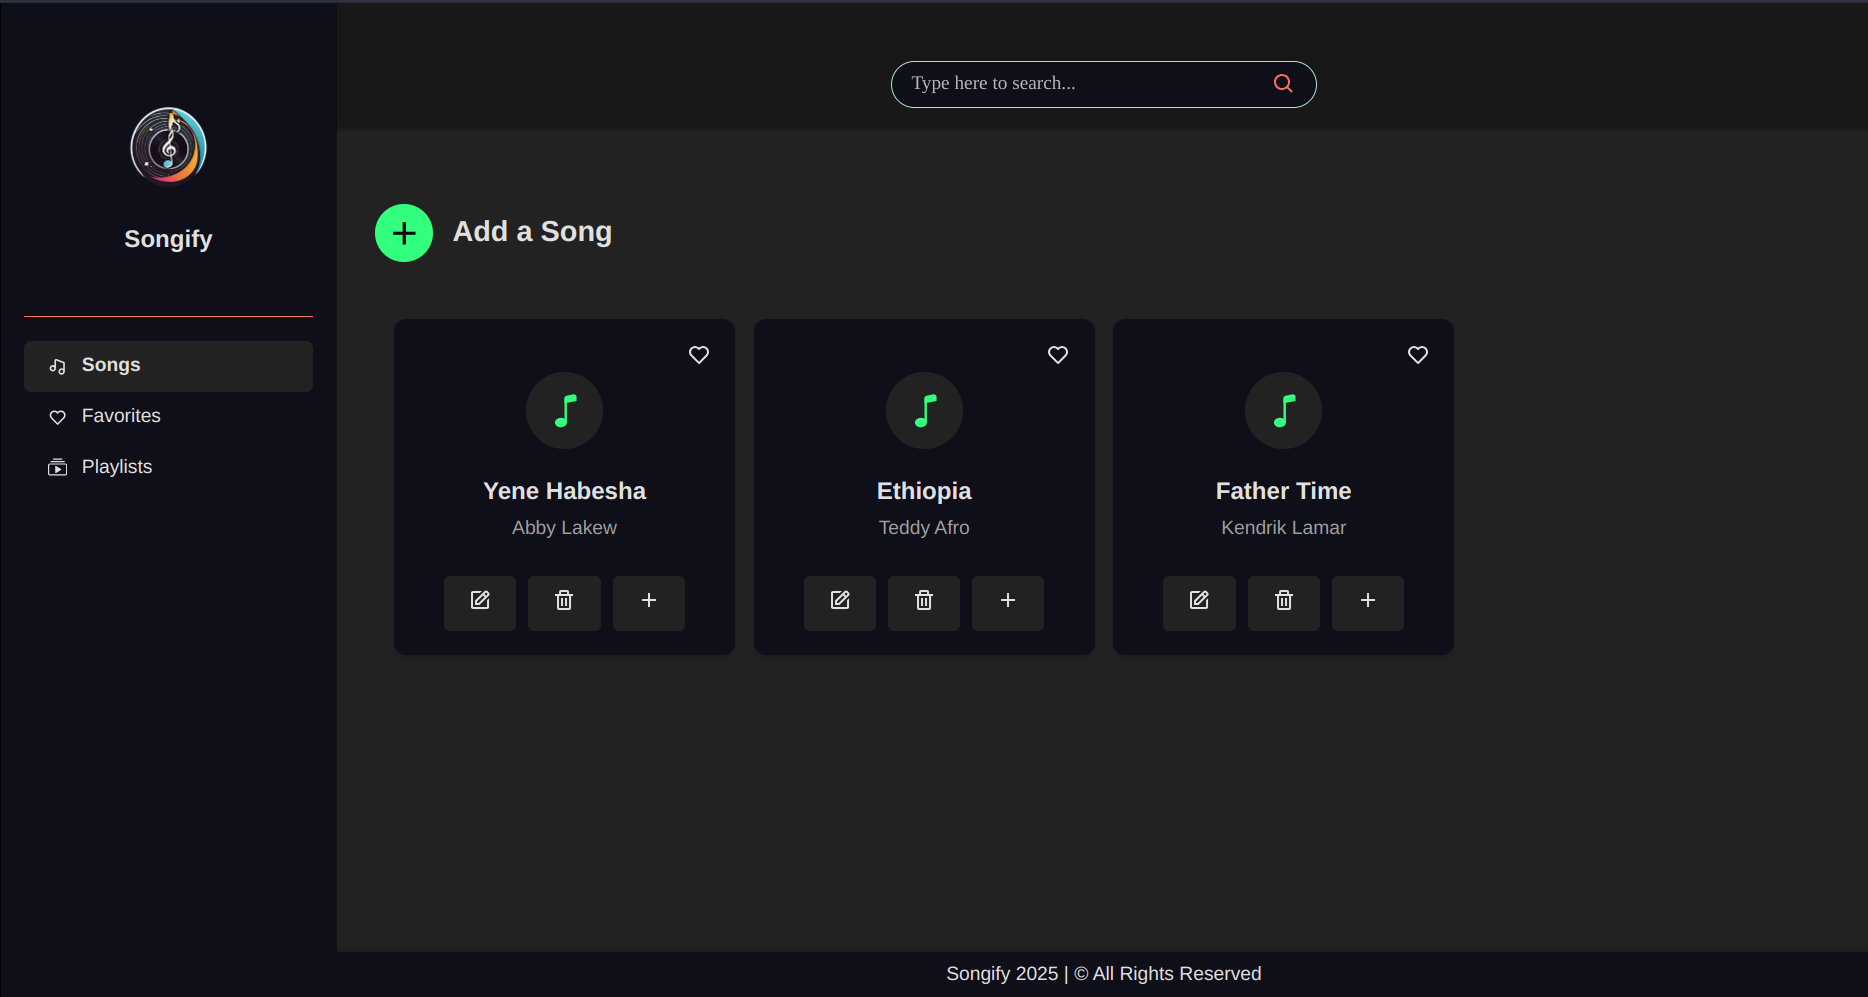 Type here to search...
Songify
Songs
Favorites
Playlists
Add a Song
Yene Habesha
Abby Lakew
Ethiopia
Teddy Afro
Father Time
Kendrik Lamar
Songify 2025 | © All Rights Reserved